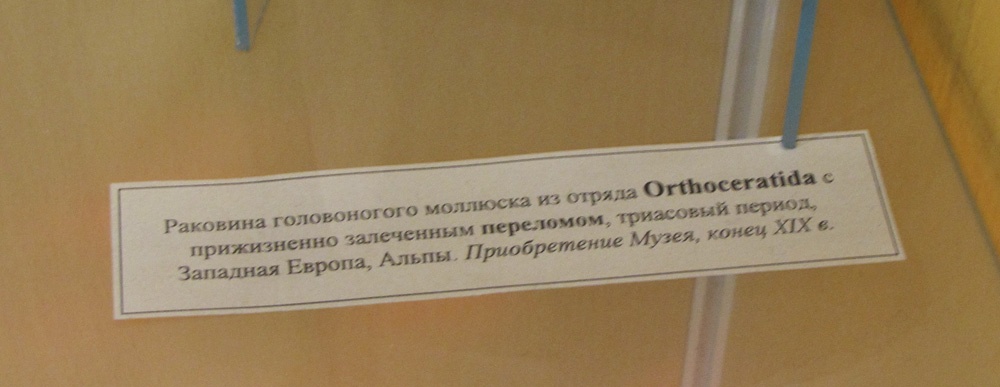 Раковина головоногого моллюска из отряда Orthoceratida с
прижизненно залеченным переломом, триасовый период,
Западная Европа, Альпы. Приобретение Музея, конец XIX в.